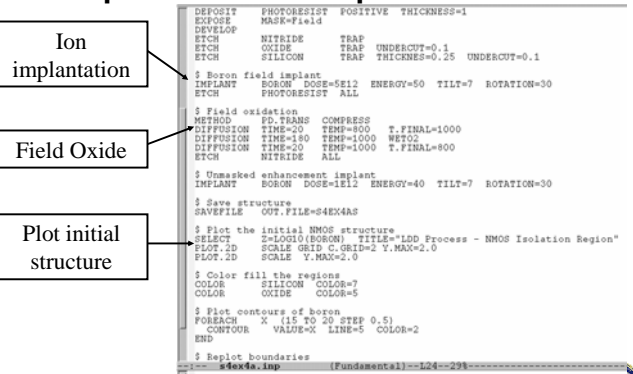 DEPOSIT PHOTORESIST POSITIVE THICKNESS=1
EXPOSE MASK=Field
DEVELOP
ETCH NITRIDE TRAP
ETCH OXIDE TRAP UNDERCUT=0.1
ETCH SILICON TRAP THICKNES=0.25 UNDERCUT=0.1
$ Boron field implant
IMPLANT BORON DOSE=5E12 ENERGY=50 TILT=7 ROTATION=30
ETCH PHOTORESIST ALL
$ Field oxidation
METHOD PD.TRANS COMPRESS
DIFFUSION TIME=20 TEMP=800 T.FINAL=1000
DIFFUSION TIME=180 TEMP=1000 WETO2
DIFFUSION TIME=20 TEMP=1000 T.FINAL=800
ETCH NITRIDE ALL
$ Unmasked enhancement implant
IMPLANT BORON DOSE=1E12 ENERGY=40 TILT=7 ROTATION=30
$ Save structure
SAVEFILE OUT.FILE=S4EX4AS
$ Plot the initial NMOS structure
SELECT Z=LOG10(BORON) TITLE="LDD Process - NMOS Isolation Region"
PLOT.2D SCALE GRID C.GRID=2 Y.MAX=2.0
PLOT.2D SCALE Y.MAX=2.0
$ Color fill the regions
COLOR SILICON COLOR=7
COLOR OXIDE COLOR=5
$ Plot contours of boron
FOREACH X (15 TO 20 STEP 0.5)
CONTOUR VALUE=X LINE=5 COLOR=2
END
$ Replot boundaries
--:-- s4ex4a.inp (Fundamental)--L24--29%--------------------
Ion
implantation
Field Oxide
Plot initial
structure